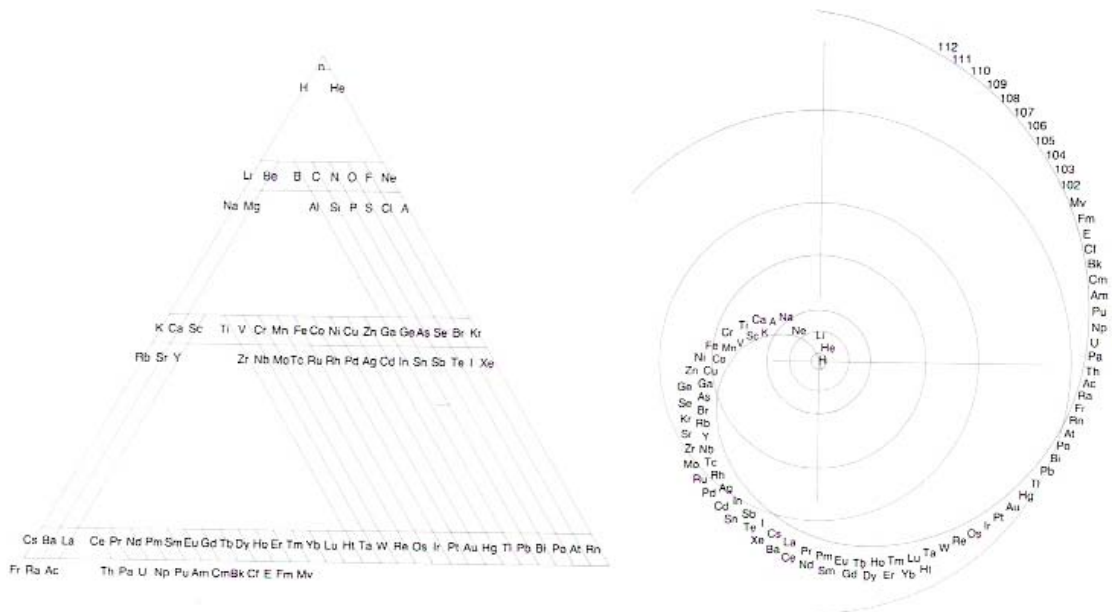 n
H He
Li Be B C N O F Ne
Na Mg Al Si P S Cl A
K Ca Sc Ti V Cr Mn Fe Co Ni Cu Zn Ga Ge As Se Br Kr
Rb Sr Y Zr Nb Mo Tc Ru Rh Pd Ag Cd In Sn Sb Te I Xe
Cs Ba La Ce Pr Nd Pm Sm Eu Gd Tb Dy Ho Er Tm Yb Lu Hf Ta W Re Os Ir Pt Au Hg Tl Pb Bi Po At Rn
Fr Ra Ac Th Pa U Np Pu Am Cm Bk Cf E Fm Mv
H
He
Li
Ne
Na
A
Ca
K
Sc
Ti
V
Cr
Mn
Fe
Co
Ni
Cu
Zn
Ga
Ge
As
Se
Br
Kr
Rb
Sr
Y
Zr
Nb
Mo
Tc
Ru
Rh
Pd
Ag
Cd
In
Sn
Sb
Te
I
Xe
Cs
Ba
La
Ce
Pr
Nd
Pm
Sm
Eu
Gd
Tb
Dy
Ho
Er
Tm
Yb
Lu
Hf
Ta
W
Re
Os
Ir
Pt
Au
Hg
Tl
Pb
Bi
Po
At
Rn
Fr
Ra
Ac
Th
Pa
U
Np
Pu
Am
Cm
Bk
Cf
E
Fm
Mv
102
103
104
105
106
107
108
109
110
111
112